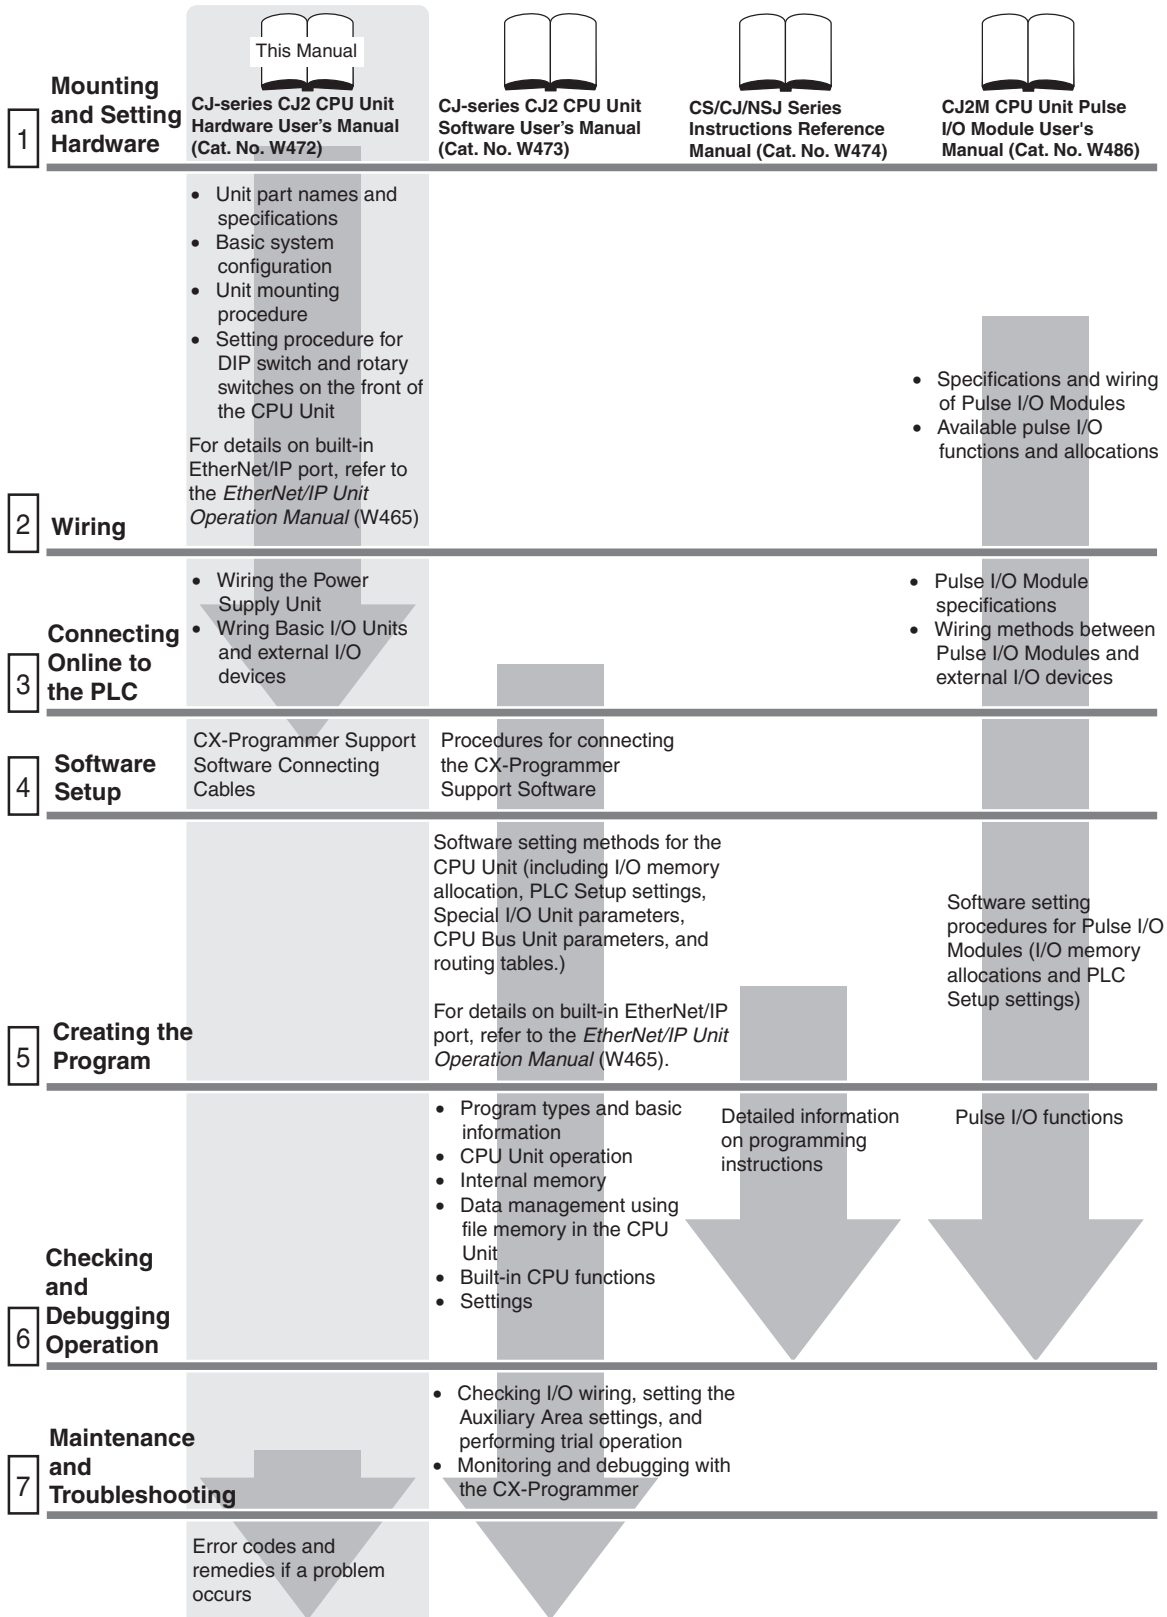 This Manual
1
Mounting
and Setting
Hardware
CJ-series CJ2 CPU Unit
Hardware User's Manual
(Cat. No. W472)
CJ-series CJ2 CPU Unit
Software User's Manual
(Cat. No. W473)
CS/CJ/NSJ Series
Instructions Reference
Manual (Cat. No. W474)
CJ2M CPU Unit Pulse
I/O Module User's
Manual (Cat. No. W486)
• Unit part names and
specifications
• Basic system
configuration
• Unit mounting
procedure
• Setting procedure for
DIP switch and rotary
switches on the front of
the CPU Unit
For details on built-in
EtherNet/IP port, refer to
the EtherNet/IP Unit
Operation Manual (W465)
• Specifications and wiring
of Pulse I/O Modules
• Available pulse I/O
functions and allocations
2
Wiring
• Wiring the Power
Supply Unit
• Wring Basic I/O Units
and external I/O
devices
• Pulse I/O Module
specifications
• Wiring methods between
Pulse I/O Modules and
external I/O devices
3
Connecting
Online to
the PLC
CX-Programmer Support
Software Connecting
Cables
Procedures for connecting
the CX-Programmer
Support Software
4
Software
Setup
Software setting methods for the
CPU Unit (including I/O memory
allocation, PLC Setup settings,
Special I/O Unit parameters,
CPU Bus Unit parameters, and
routing tables.)
For details on built-in EtherNet/IP
port, refer to the EtherNet/IP Unit
Operation Manual (W465).
Software setting
procedures for Pulse I/O
Modules (I/O memory
allocations and PLC
Setup settings)
5
Creating the
Program
• Program types and basic
information
• CPU Unit operation
• Internal memory
• Data management using
file memory in the CPU
Unit
• Built-in CPU functions
• Settings
Detailed information
on programming
instructions
Pulse I/O functions
6
Checking
and
Debugging
Operation
• Checking I/O wiring, setting the
Auxiliary Area settings, and
performing trial operation
• Monitoring and debugging with
the CX-Programmer
7
Maintenance
and
Troubleshooting
Error codes and
remedies if a problem
occurs